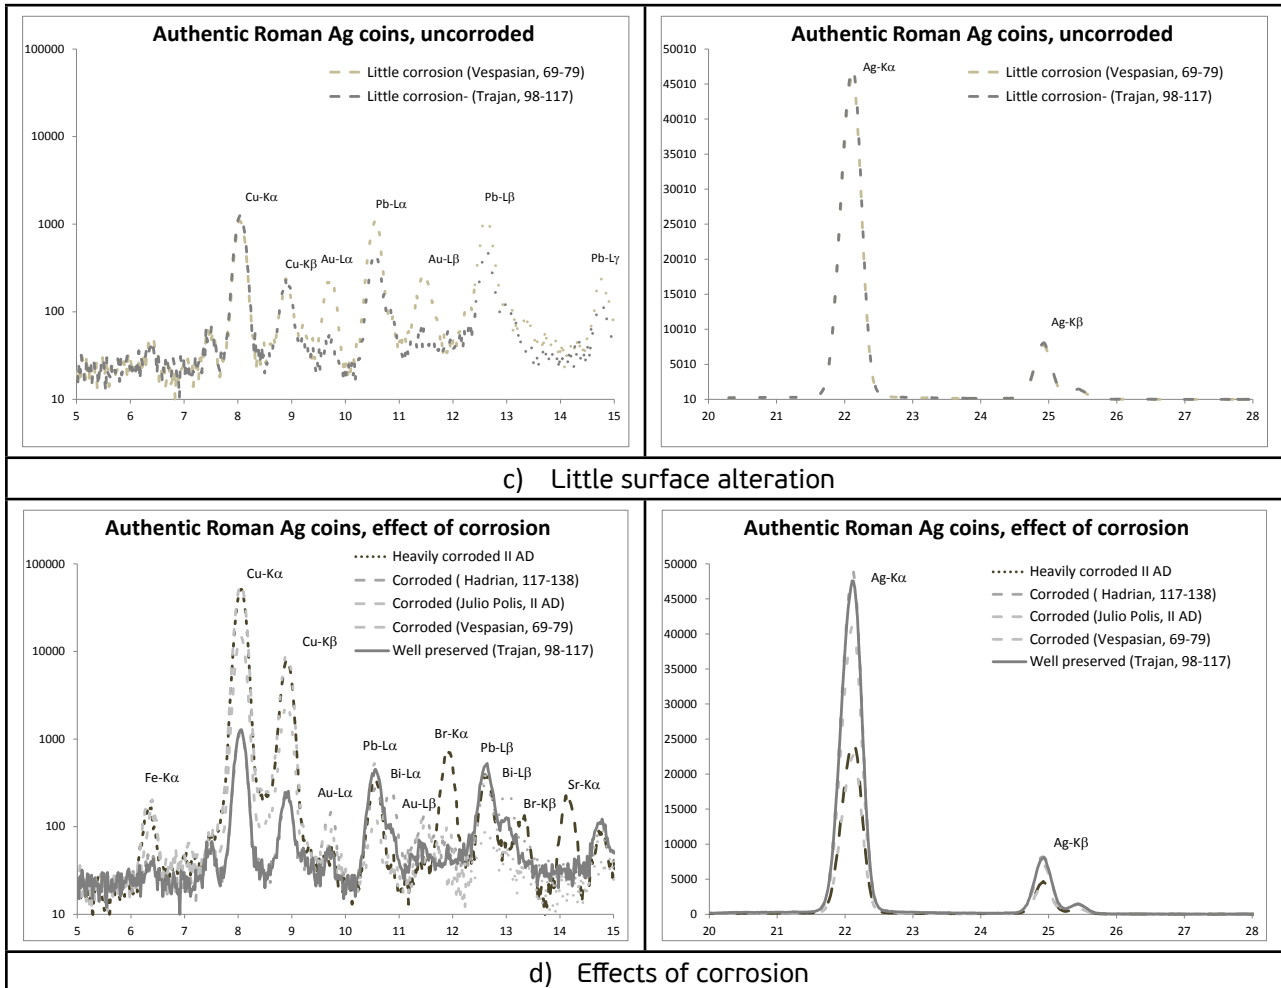 Authentic Roman Ag coins, uncorroded
100000
10000
1000
100
10
Little corrosion (Vespasian, 69-79)
Little corrosion- (Trajan, 98-117)
Cu-Kα
Cu-Kβ
Au-Lα
Pb-Lα
Au-Lβ
Pb-Lβ
Pb-Lγ
5 6 7 8 9 10 11 12 13 14 15
Authentic Roman Ag coins, uncorroded
50010
45010
40010
35010
30010
25010
20010
15010
10010
5010
10
Little corrosion (Vespasian, 69-79)
Little corrosion- (Trajan, 98-117)
Ag-Kα
Ag-Kβ
20 21 22 23 24 25 26 27 28
c) Little surface alteration
Authentic Roman Ag coins, effect of corrosion
100000
10000
1000
100
10
Heavily corroded II AD
Corroded ( Hadrian, 117-138)
Corroded (Julio Polis, II AD)
Corroded (Vespasian, 69-79)
Well preserved (Trajan, 98-117)
Fe-Kα
Cu-Kα
Cu-Kβ
Au-Lα
Pb-Lα
Bi-Lα
Au-Lβ
Br-Kα
Pb-Lβ
Bi-Lβ
Br-Kβ
Sr-Kα
5 6 7 8 9 10 11 12 13 14 15
Authentic Roman Ag coins, effect of corrosion
50000
45000
40000
35000
30000
25000
20000
15000
10000
5000
0
Heavily corroded II AD
Corroded ( Hadrian, 117-138)
Corroded (Julio Polis, II AD)
Corroded (Vespasian, 69-79)
Well preserved (Trajan, 98-117)
Ag-Kα
Ag-Kβ
20 21 22 23 24 25 26 27 28
d) Effects of corrosion